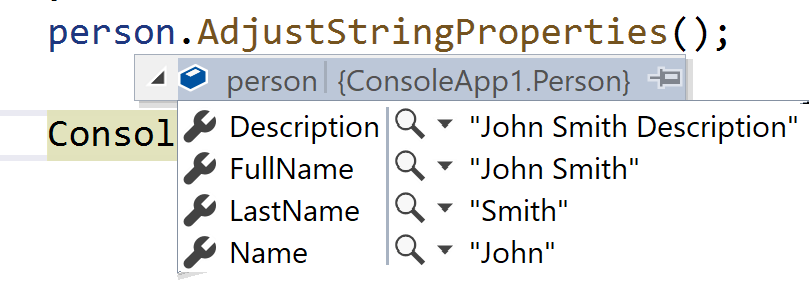 person.AdjustStringProperties();
person {ConsoleApp1.Person}
Consol
Description "John Smith Description"
FullName "John Smith"
LastName "Smith"
Name "John"